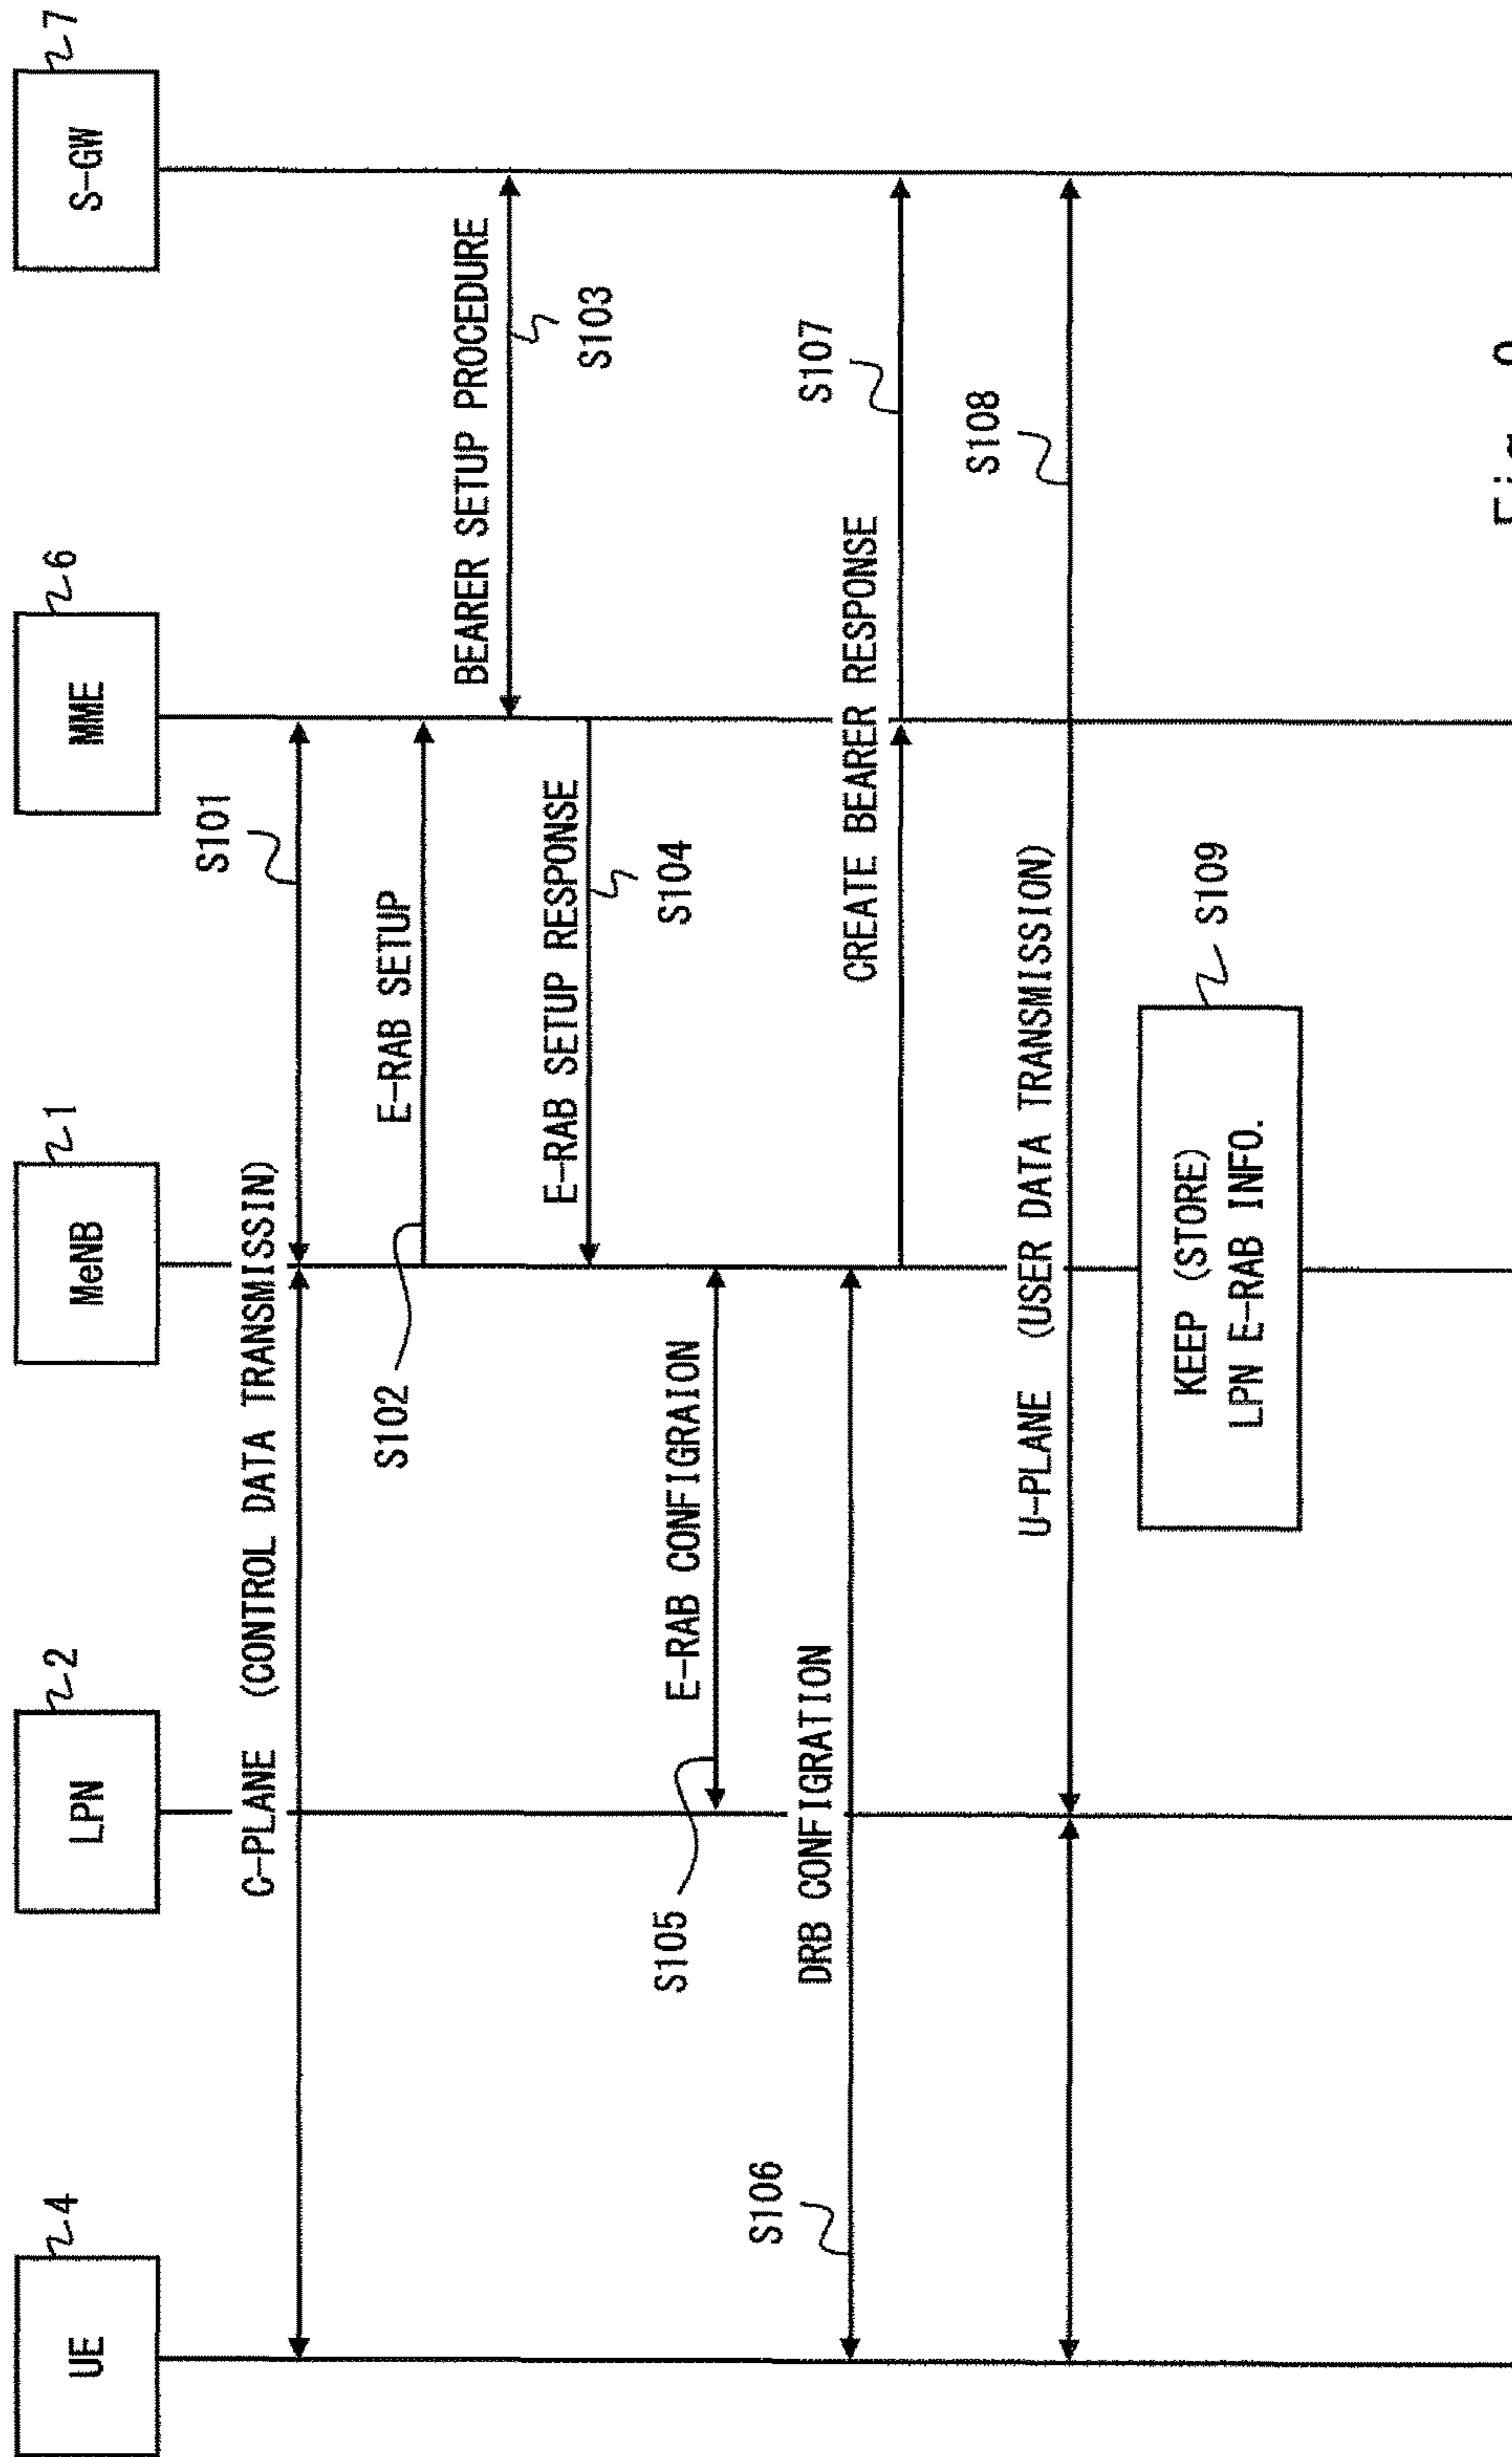 UE
4
LPN
2
MeNB
1
MME
6
S-GW
7
C-PLANE (CONTROL DATA TRANSMISSIN)
S101
E-RAB SETUP
S102
BEARER SETUP PROCEDURE
S103
E-RAB SETUP RESPONSE
S104
E-RAB CONFIGRAION
S105
DRB CONFIGRATION
S106
CREATE BEARER RESPONSE
S107
U-PLANE (USER DATA TRANSMISSION)
S108
KEEP (STORE)
LPN E-RAB INFO.
S109